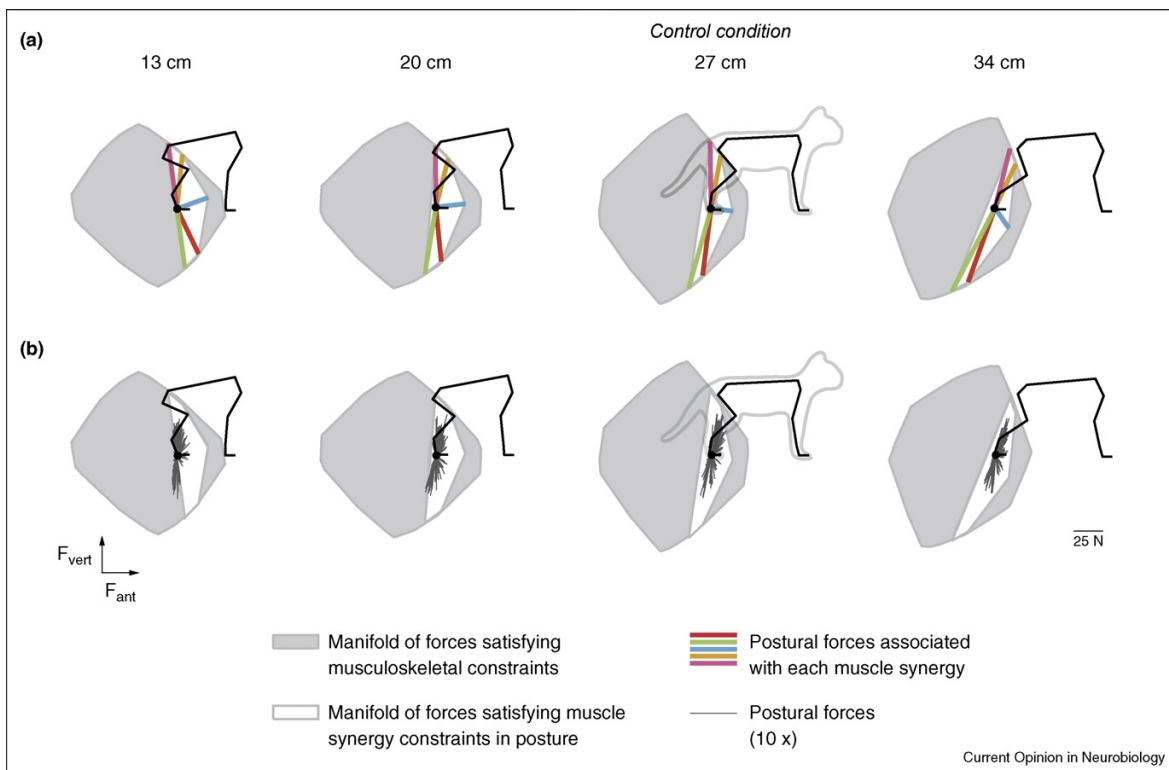 (a)
Control condition
13 cm
20 cm
27 cm
34 cm
(b)
F_vert
F_ant
25 N
Manifold of forces satisfying
musculoskeletal constraints
Postural forces associated
with each muscle synergy
Manifold of forces satisfying muscle
synergy constraints in posture
Postural forces
(10 x)
Current Opinion in Neurobiology